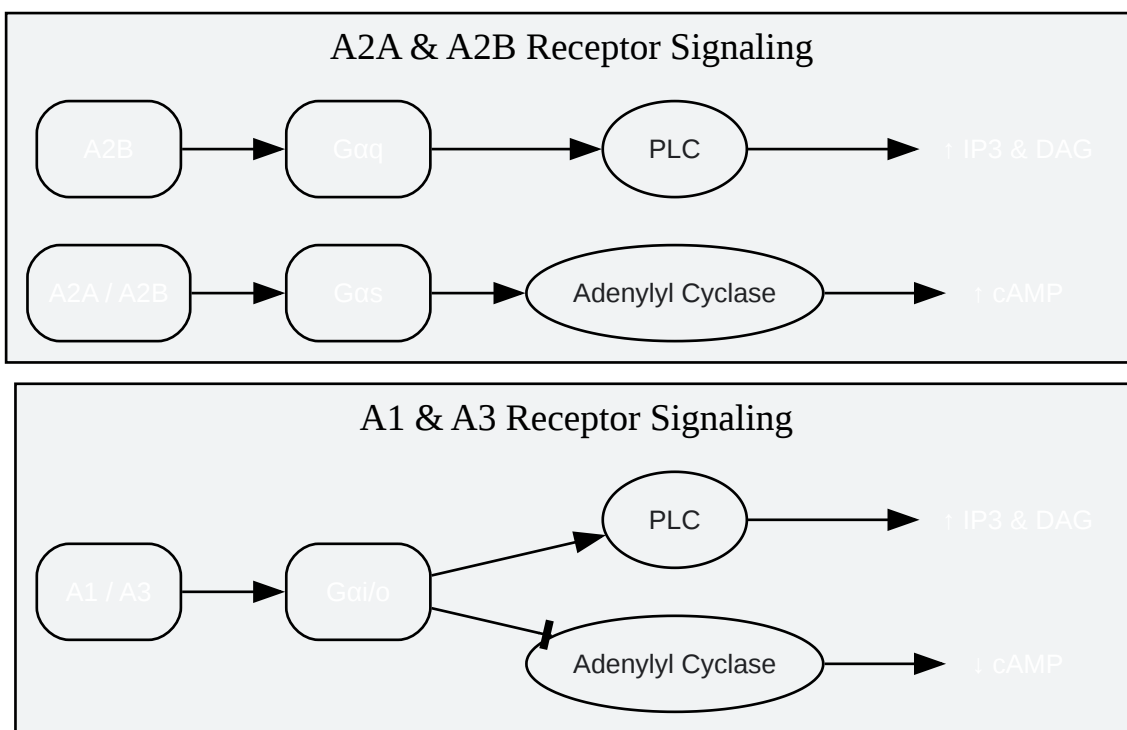 A2A & A2B Receptor Signaling
A2B Gαq PLC ↑ IP3 & DAG
A2A / A2B Gαs Adenylyl Cyclase ↑ cAMP
A1 & A3 Receptor Signaling
PLC ↑ IP3 & DAG
A1 / A3 Gαi/o
Adenylyl Cyclase ↓ cAMP